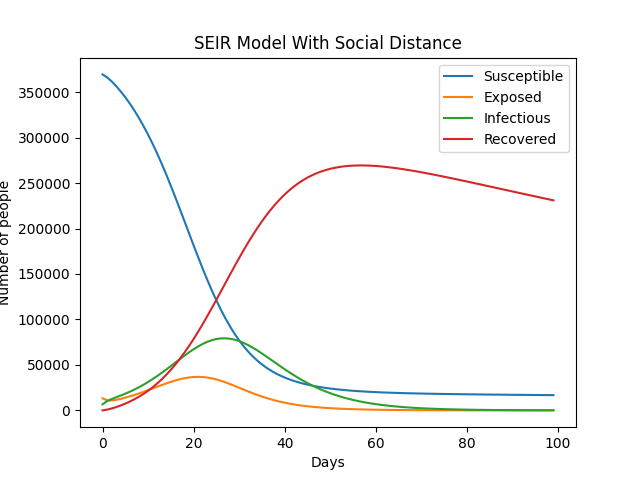 SEIR Model With Social Distance
Susceptible
Exposed
Infectious
Recovered
Number of people
350000
300000
250000
200000
150000
100000
50000
0
0 20 40 60 80 100
Days